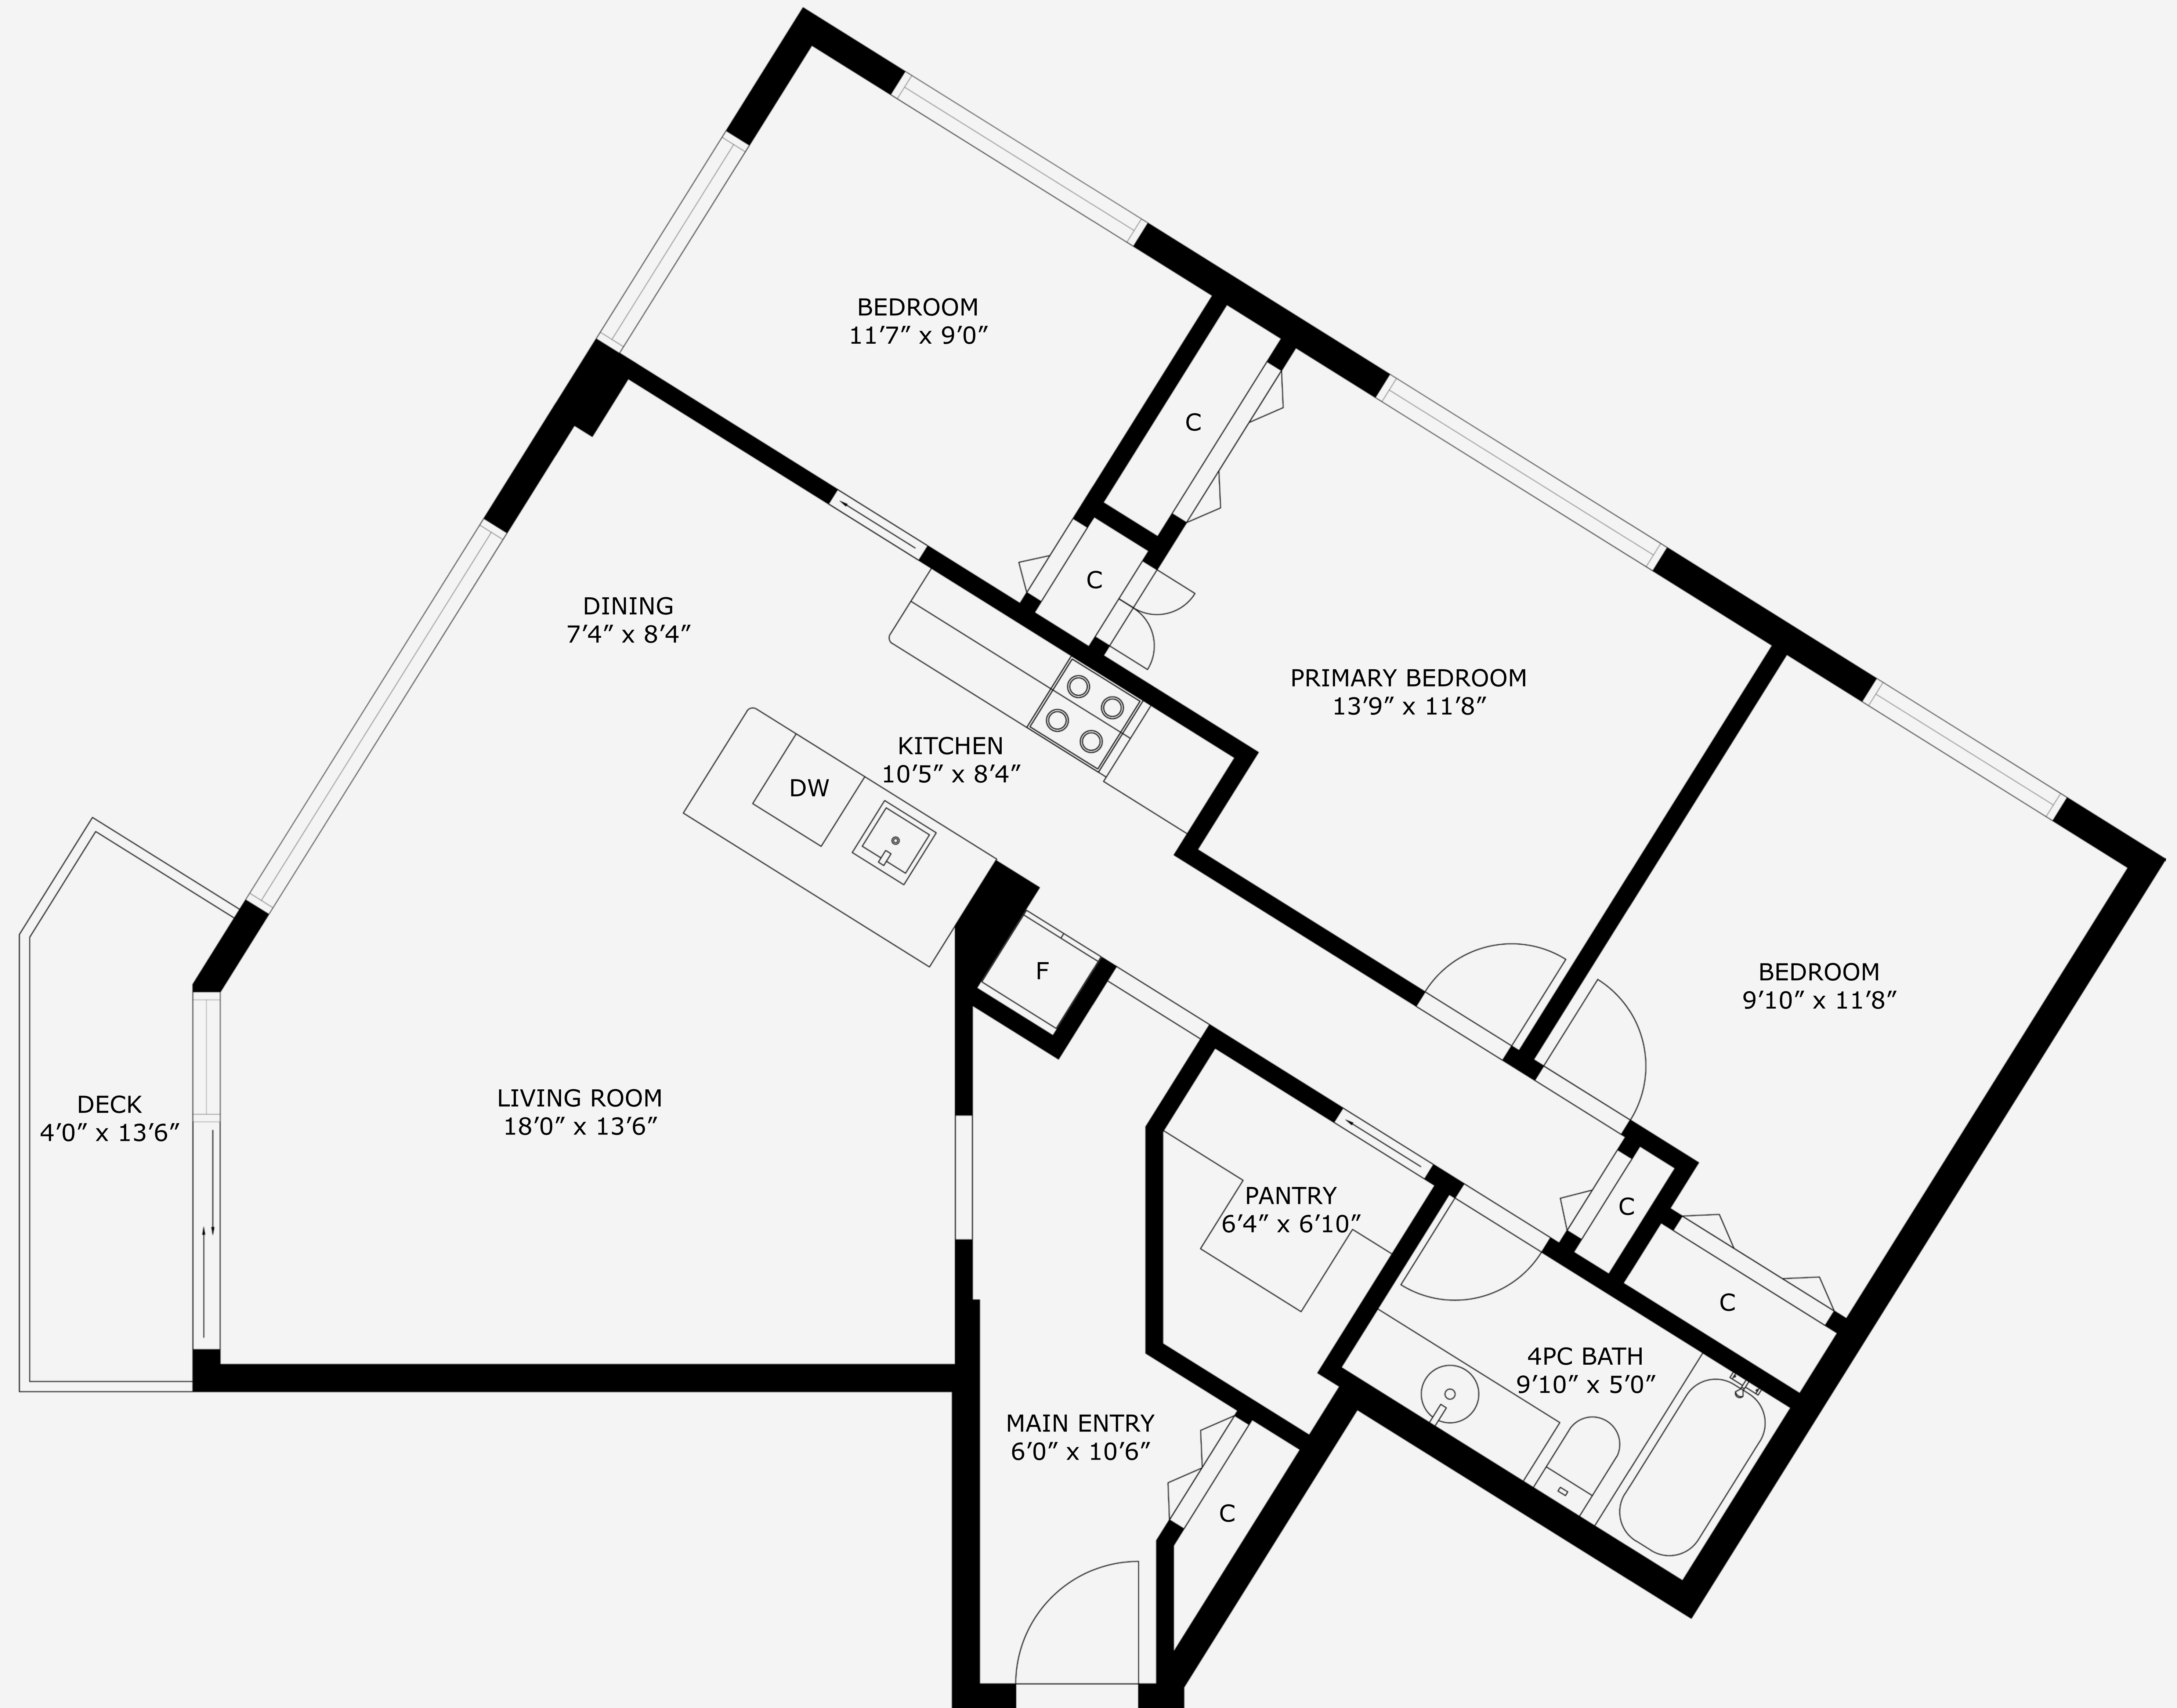 BEDROOM
11'7" x 9'0"
C
C
DINING
7'4" x 8'4"
PRIMARY BEDROOM
13'9" x 11'8"
KITCHEN
10'5" x 8'4"
DW
F
BEDROOM
9'10" x 11'8"
DECK
4'0" x 13'6"
LIVING ROOM
18'0" x 13'6"
PANTRY
6'4" x 6'10"
C
C
4PC BATH
9'10" x 5'0"
MAIN ENTRY
6'0" x 10'6"
C